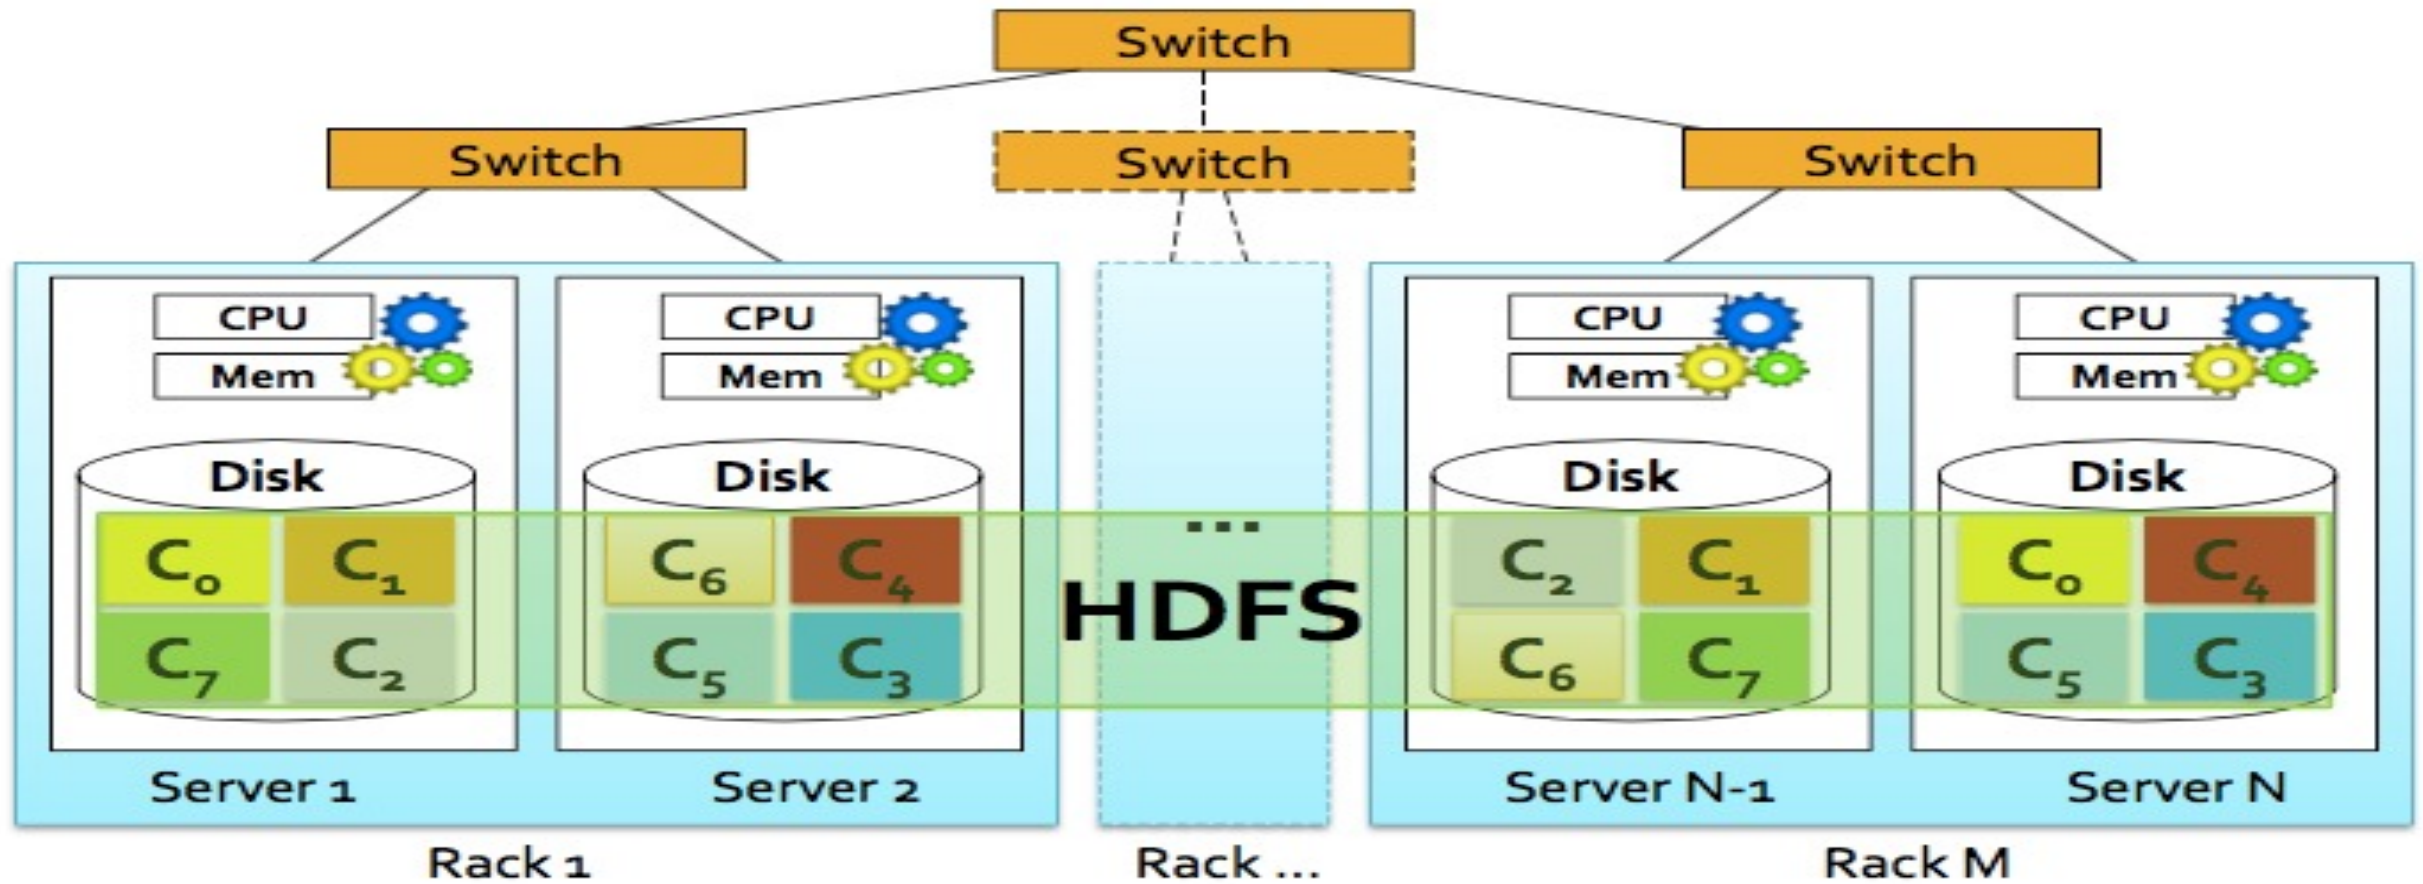 Switch
Switch Switch Switch
CPU CPU CPU CPU
Mem Mem Mem Mem
Disk Disk Disk Disk
...
C0 C1 C6 C4 C2 C1 C0 C4
HDFS
C7 C2 C5 C3 C6 C7 C5 C3
Server 1 Server 2 Server N-1 Server N
Rack 1 Rack ... Rack M